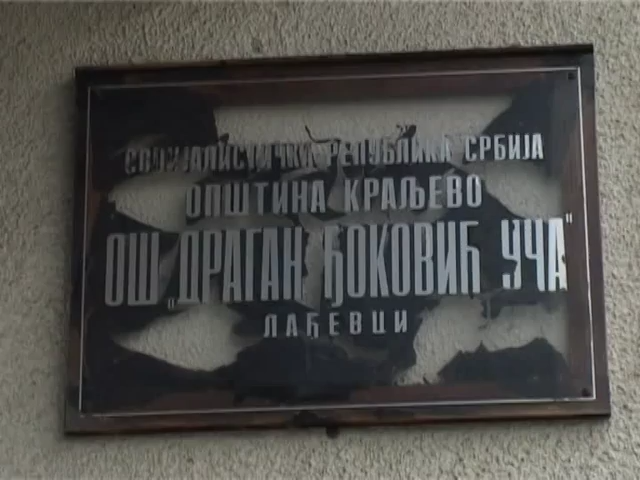 СОЦИЈАЛИСТИЧКА РЕПУБЛИКА СРБИЈА
ОПШТИНА КРАЉЕВО
ОШ „ДРАГАН ЂОКОВИЋ УЧА"
ЛАЂЕВЦИ